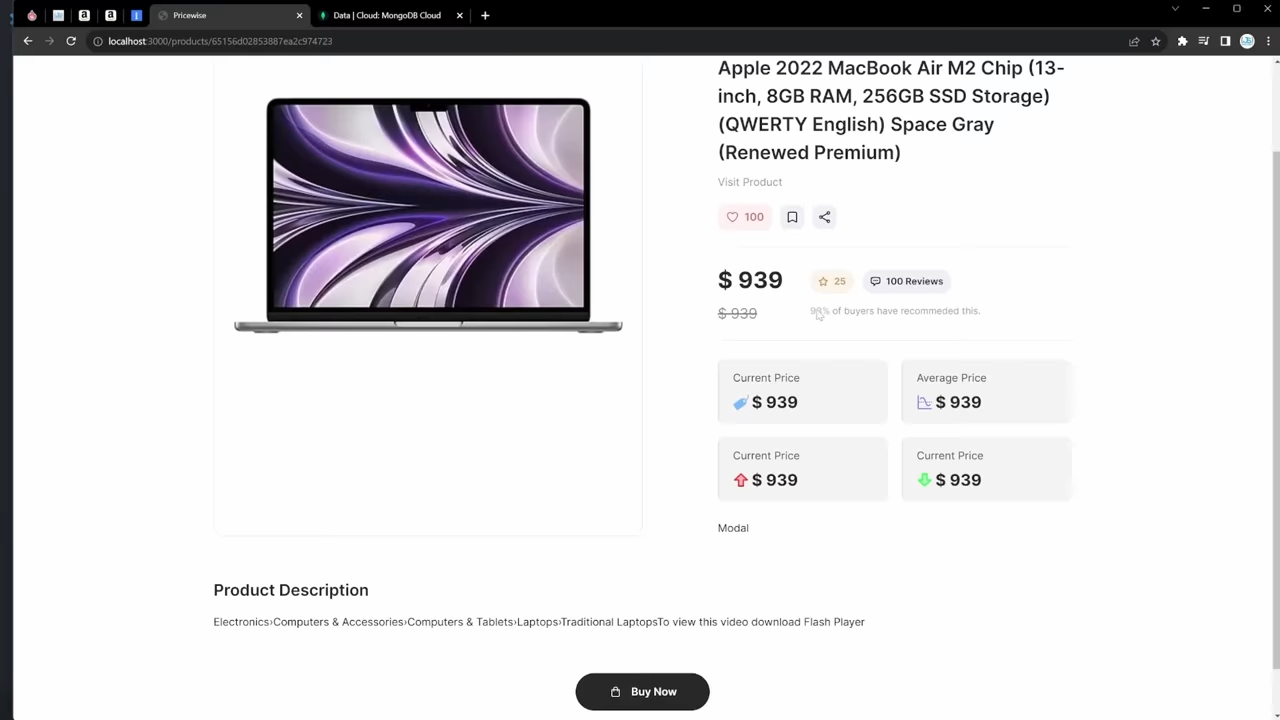 Pricewise
Data | Cloud: MongoDB Cloud
localhost:3000/products/65156d02853887ea2c974723
Apple 2022 MacBook Air M2 Chip (13-
inch, 8GB RAM, 256GB SSD Storage)
(QWERTY English) Space Gray
(Renewed Premium)
Visit Product
100
$ 939
25
100 Reviews
$ 939
of buyers have recommeded this.
Current Price
$ 939
Average Price
$ 939
Current Price
$ 939
Current Price
$ 939
Modal
Product Description
Electronics›Computers & Accessories›Computers & Tablets›Laptops›Traditional LaptopsTo view this video download Flash Player
Buy Now